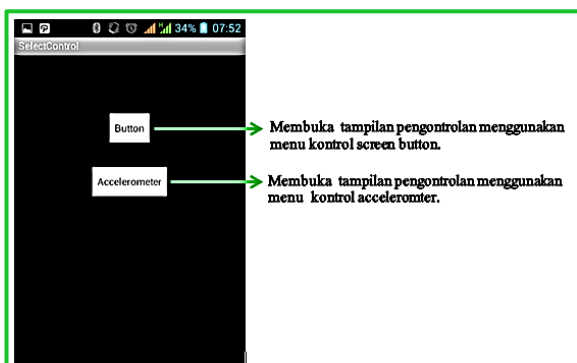 34% 07:52
SelectControl
Button
Membuka tampilan pengontrolan menggunakan
menu kontrol screen button.
Accelerometer
Membuka tampilan pengontrolan menggunakan
menu kontrol acceleromter.